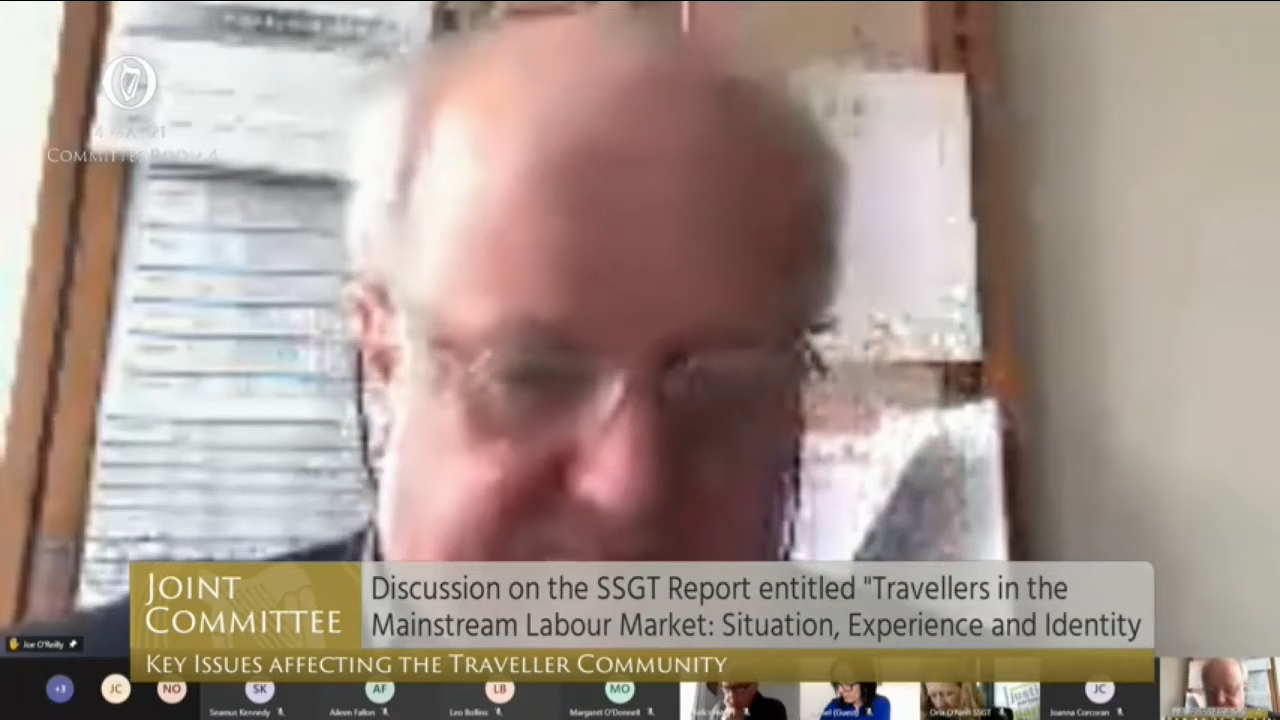 Committee Room 4
Joint
Committee
Discussion on the SSGT Report entitled "Travellers in the
Mainstream Labour Market: Situation, Experience and Identity
Key Issues affecting the Traveller Community
Joe O'Reilly
+3
JC
NO
SK
AF
LB
MO
JC
Seamus Kennedy
Aileen Fallon
Leo Bollins
Margaret O'Donnell
(Guest)
Oria O'Neill SSGT
Joanna Corcoran